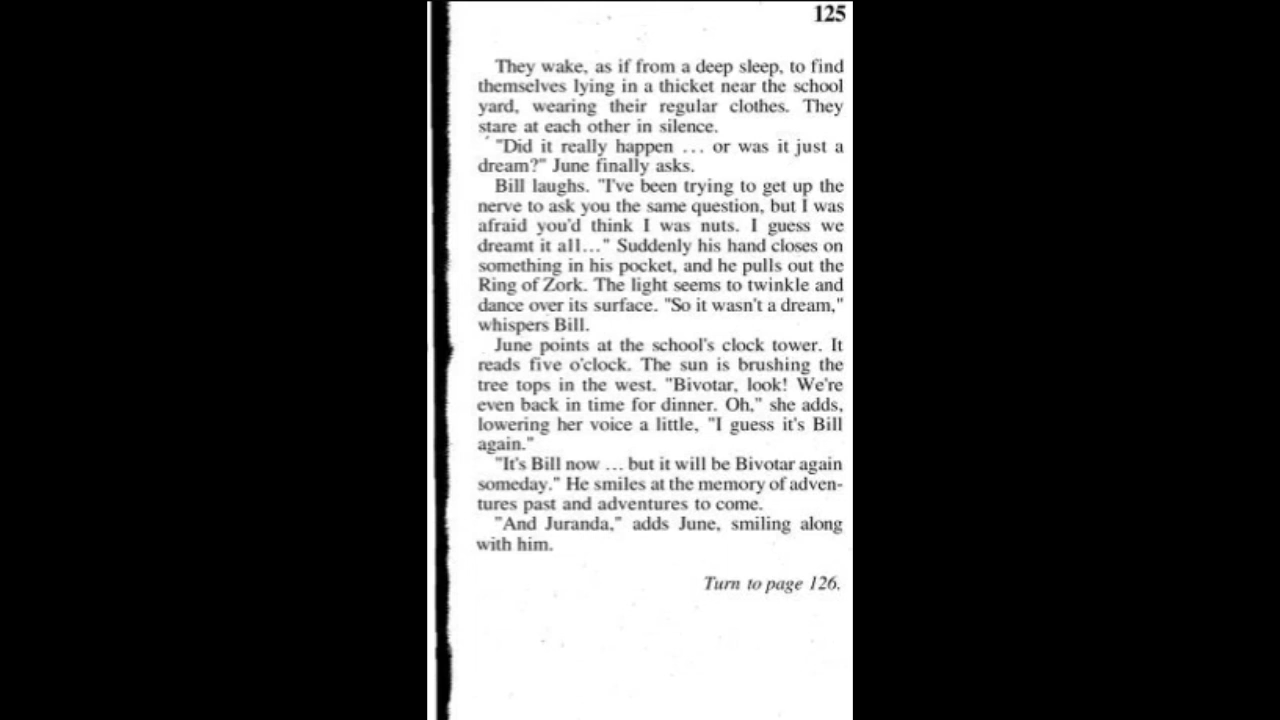 125
They wake, as if from a deep sleep, to find
themselves lying in a thicket near the school
yard, wearing their regular clothes. They
stare at each other in silence.
"Did it really happen ... or was it just a
dream?" June finally asks.
Bill laughs. "I've been trying to get up the
nerve to ask you the same question, but I was
afraid you'd think I was nuts. I guess we
dreamt it all..." Suddenly his hand closes on
something in his pocket, and he pulls out the
Ring of Zork. The light seems to twinkle and
dance over its surface. "So it wasn't a dream,"
whispers Bill.
June points at the school's clock tower. It
reads five o'clock. The sun is brushing the
tree tops in the west. "Bivotar, look! We're
even back in time for dinner. Oh," she adds,
lowering her voice a little, "I guess it's Bill
again."
"It's Bill now ... but it will be Bivotar again
someday." He smiles at the memory of adven-
tures past and adventures to come.
"And Juranda," adds June, smiling along
with him.
Turn to page 126.